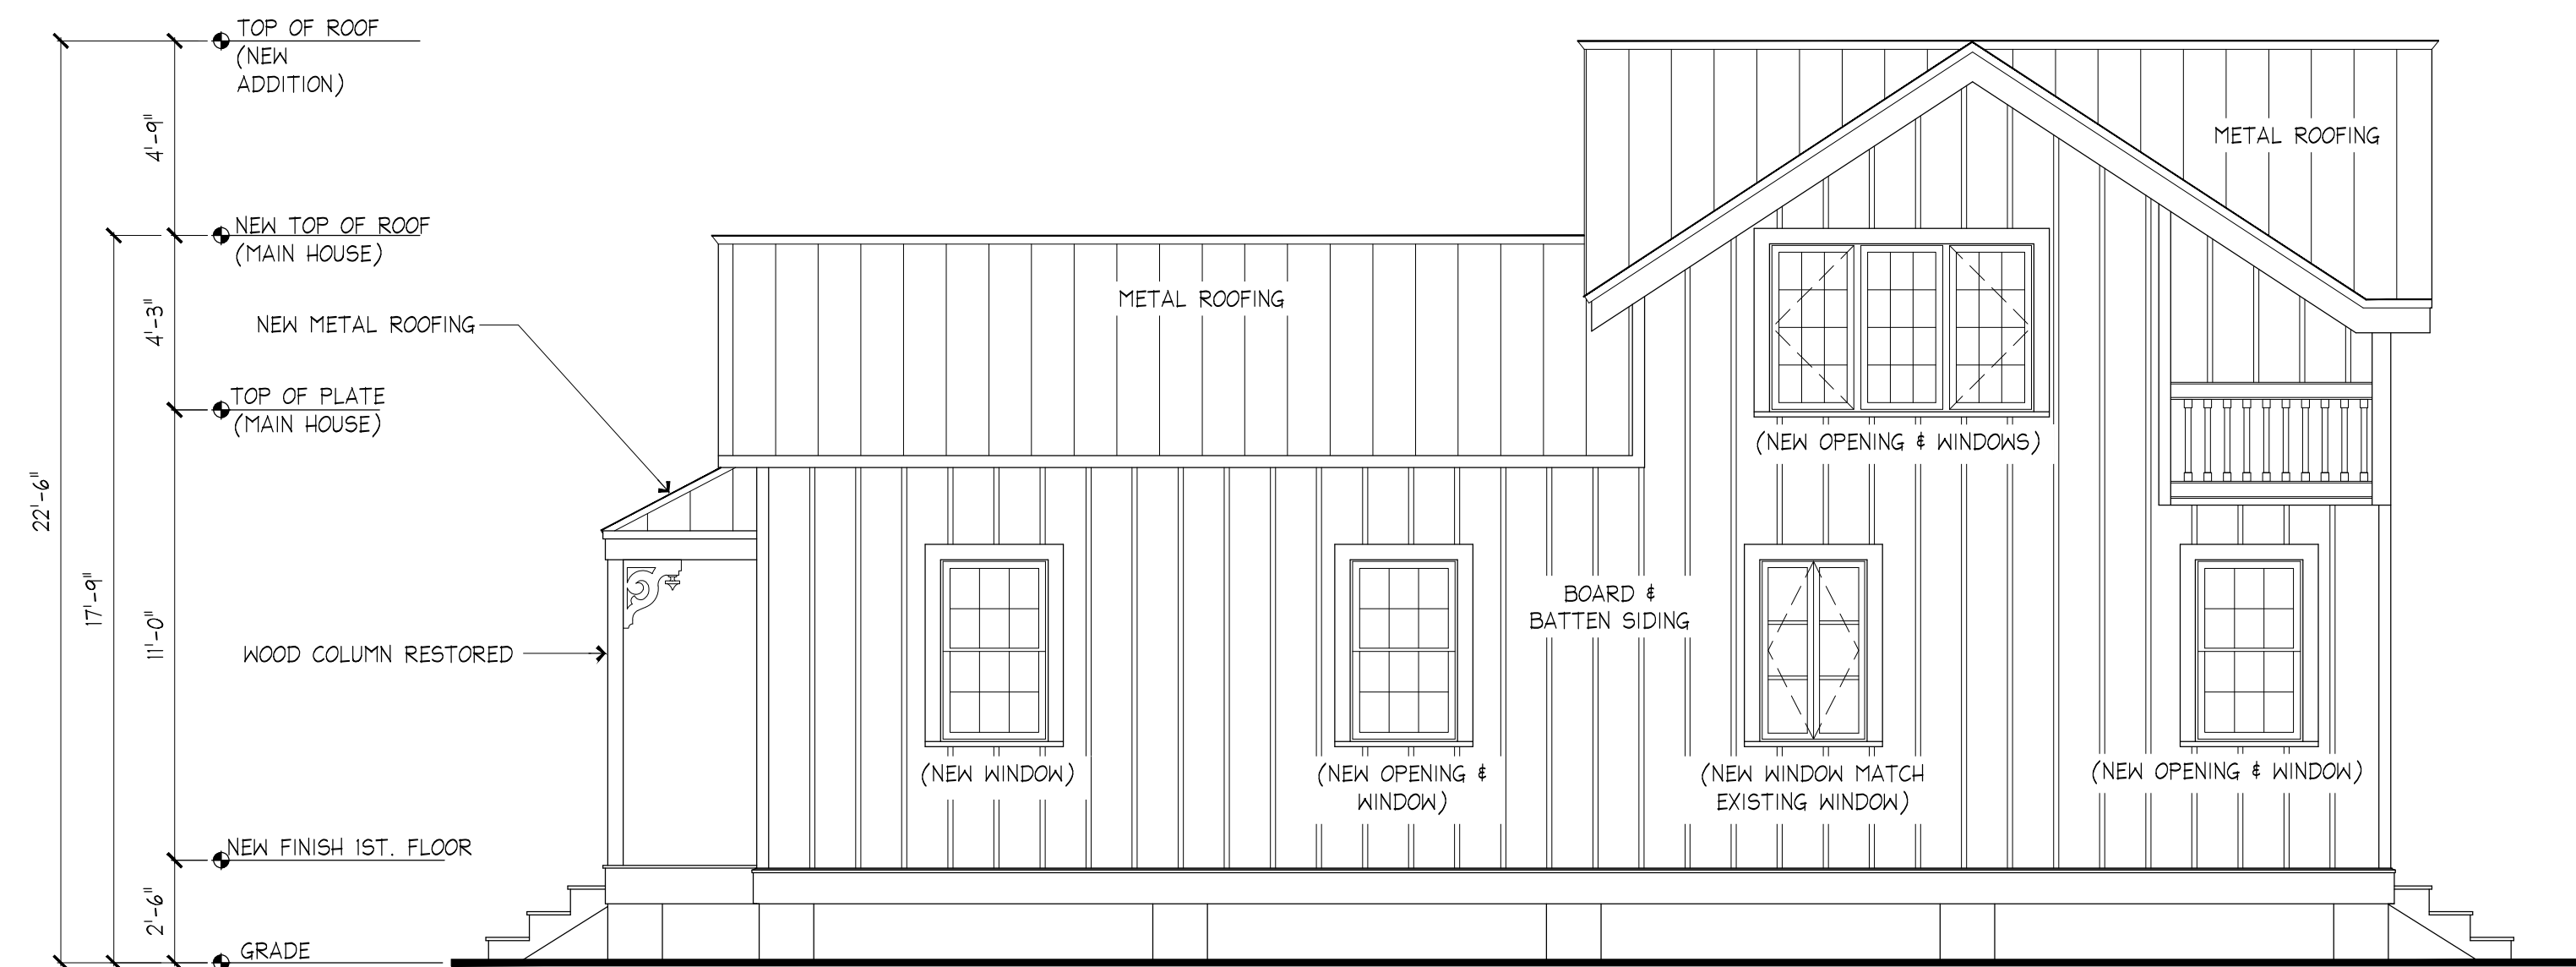 TOP OF ROOF
(NEW
ADDITION)
4'-9"
METAL ROOFING
NEW TOP OF ROOF
(MAIN HOUSE)
METAL ROOFING
4'-3"
NEW METAL ROOFING
TOP OF PLATE
(MAIN HOUSE)
(NEW OPENING & WINDOWS)
22'-6"
17'-9"
11'-0"
BOARD &
BATTEN SIDING
WOOD COLUMN RESTORED
(NEW WINDOW)
(NEW OPENING &
WINDOW)
(NEW WINDOW MATCH
EXISTING WINDOW)
(NEW OPENING & WINDOW)
NEW FINISH 1ST. FLOOR
2'-6"
GRADE